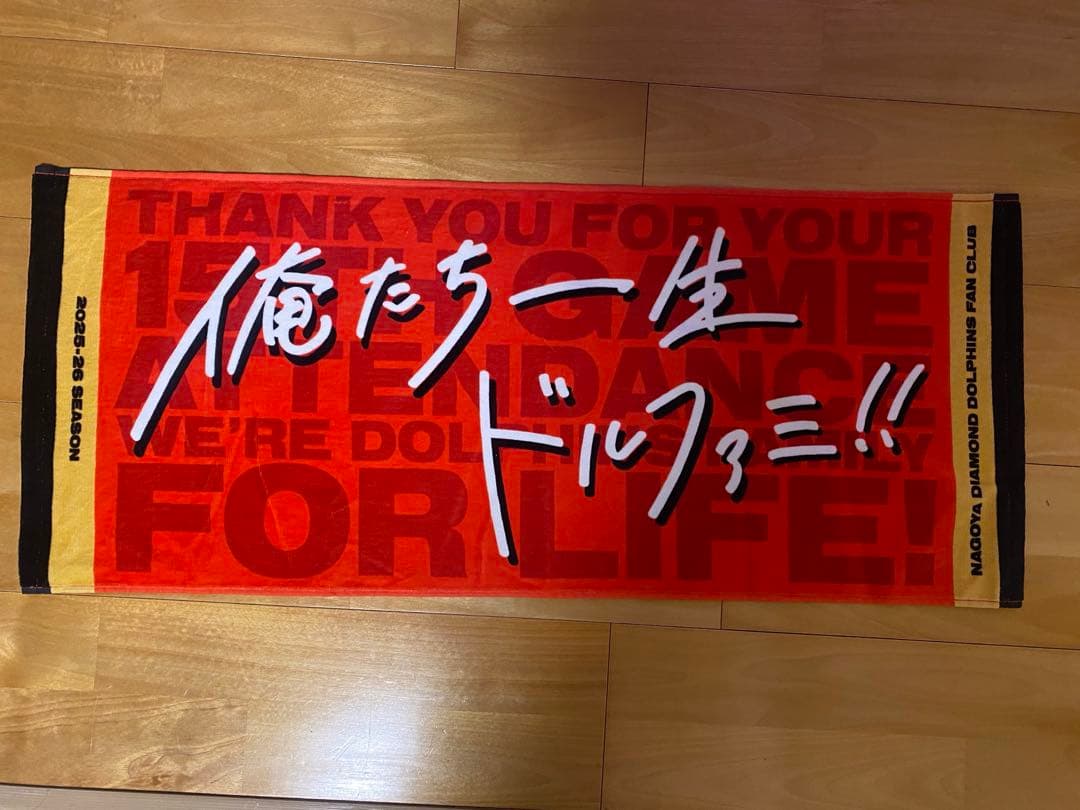 2025-26 SEASON
THANK YOU FOR YOUR
15TH GAME
ATTENDANCE
WE'RE DOLPHINS FAMILY
FOR LIFE!
俺たち一生
ドルファミ!!
NAGOYA DIAMOND DOLPHINS FAN CLUB